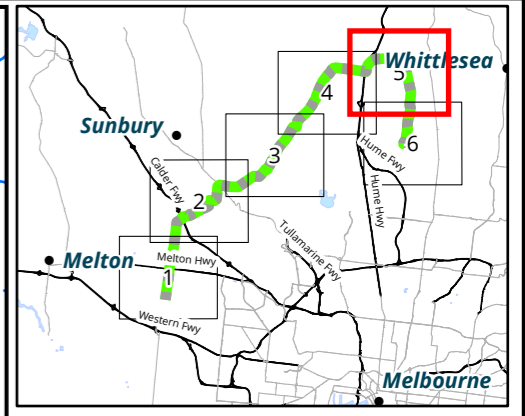 Whittlesea
5
4
Sunbury
6
Hume Fwy
3
Calder Fwy
Hume Hwy
2
Tullamarine Fwy
Melton
Melton Hwy
1
Western Fwy
Melbourne